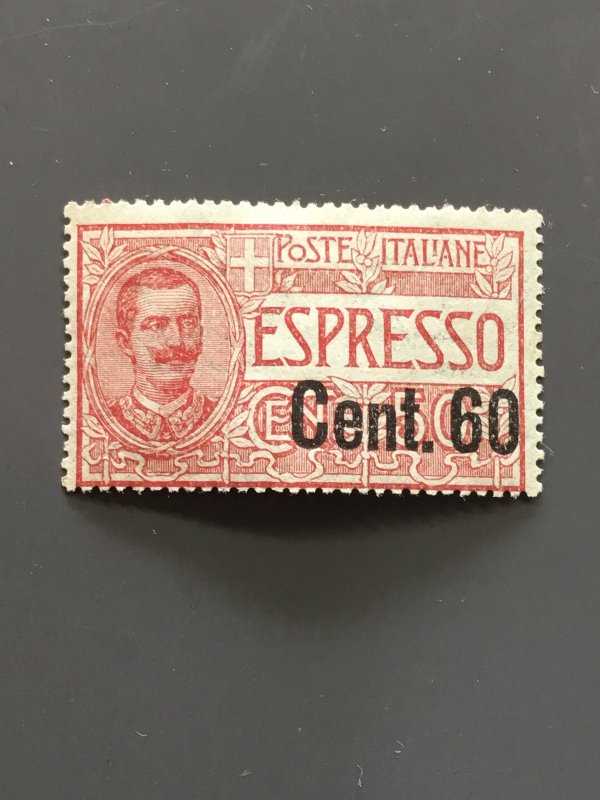 POSTE ITALIANE
ESPRESSO
Cent. 60